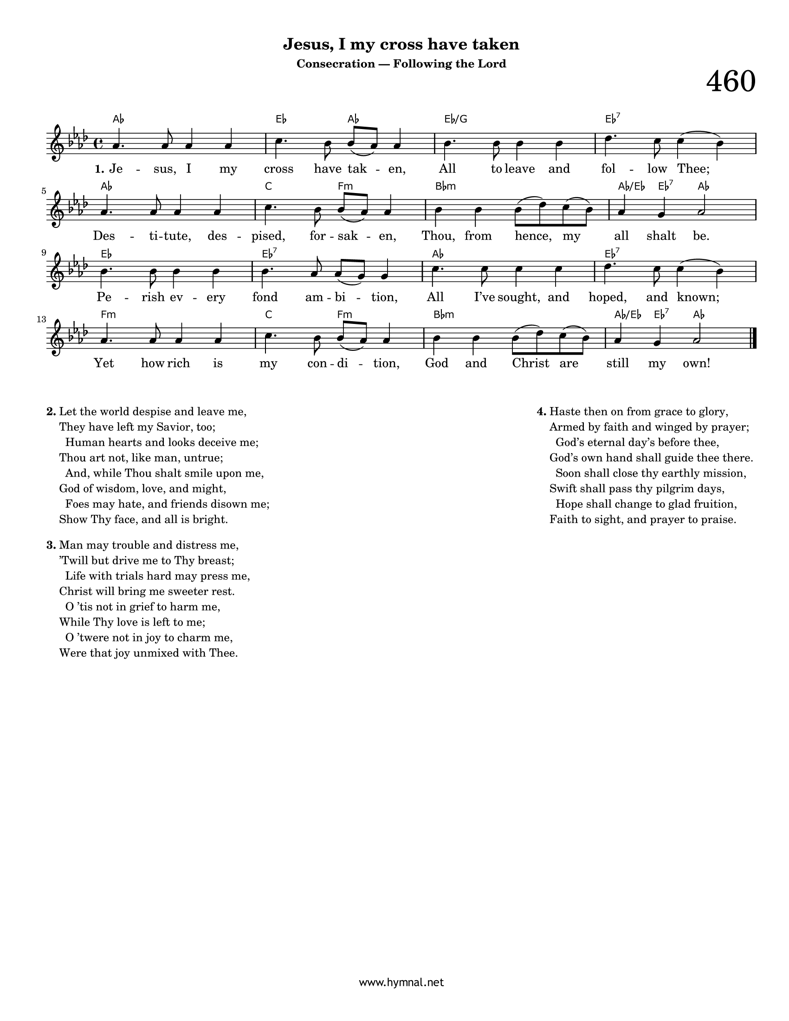 Jesus, I my cross have taken
Consecration — Following the Lord
460
A♭ E♭ A♭ E♭/G E♭7
1. Je - sus, I my cross have tak - en, All to leave and fol - low Thee;
5 A♭ C Fm B♭m A♭/E♭ E♭7 A♭
Des - ti - tute, des - pised, for - sak - en, Thou, from hence, my all shalt be.
9 E♭ E♭7 A♭ E♭7
Pe - rish ev - ery fond am - bi - tion, All I've sought, and hoped, and known;
13 Fm C Fm B♭m A♭/E♭ E♭7 A♭
Yet how rich is my con - di - tion, God and Christ are still my own!
2. Let the world despise and leave me,
They have left my Savior, too;
Human hearts and looks deceive me;
Thou art not, like man, untrue;
And, while Thou shalt smile upon me,
God of wisdom, love, and might,
Foes may hate, and friends disown me;
Show Thy face, and all is bright.
3. Man may trouble and distress me,
'Twill but drive me to Thy breast;
Life with trials hard may press me,
Christ will bring me sweeter rest.
O 'tis not in grief to harm me,
While Thy love is left to me;
O 'twere not in joy to charm me,
Were that joy unmixed with Thee.
4. Haste then on from grace to glory,
Armed by faith and winged by prayer;
God's eternal day's before thee,
God's own hand shall guide thee there.
Soon shall close thy earthly mission,
Swift shall pass thy pilgrim days,
Hope shall change to glad fruition,
Faith to sight, and prayer to praise.
www.hymnal.net